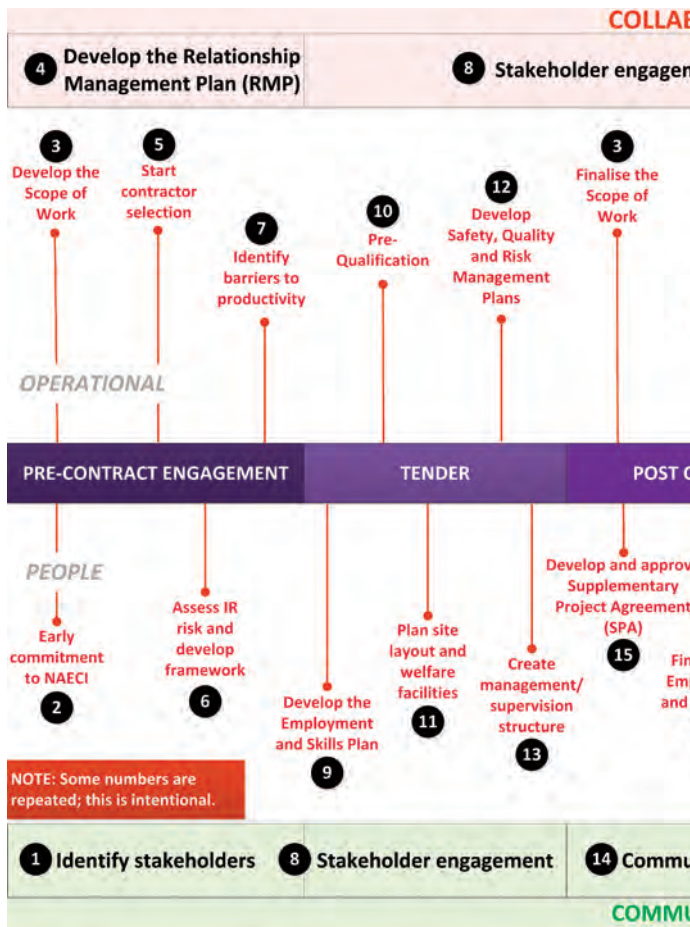 COLLAB
4 Develop the Relationship
Management Plan (RMP)
8 Stakeholder engagem
3
Develop the
Scope of
Work
5
Start
contractor
selection
7
Identify
barriers to
productivity
10
Pre-
Qualification
12
Develop
Safety, Quality
and Risk
Management
Plans
3
Finalise the
Scope of
Work
OPERATIONAL
PRE-CONTRACT ENGAGEMENT
TENDER
POST
PEOPLE
Early
commitment
to NAECI
2
Assess IR
risk and
develop
framework
6
Develop the
Employment
and Skills Plan
9
Plan site
layout and
welfare
facilities
11
Create
management/
supervision
structure
13
Develop and approv
Supplementary
Project Agreement
(SPA)
15
Fin
Emp
and
NOTE: Some numbers are
repeated; this is intentional.
1 Identify stakeholders
8 Stakeholder engagement
14 Commu
COMMU